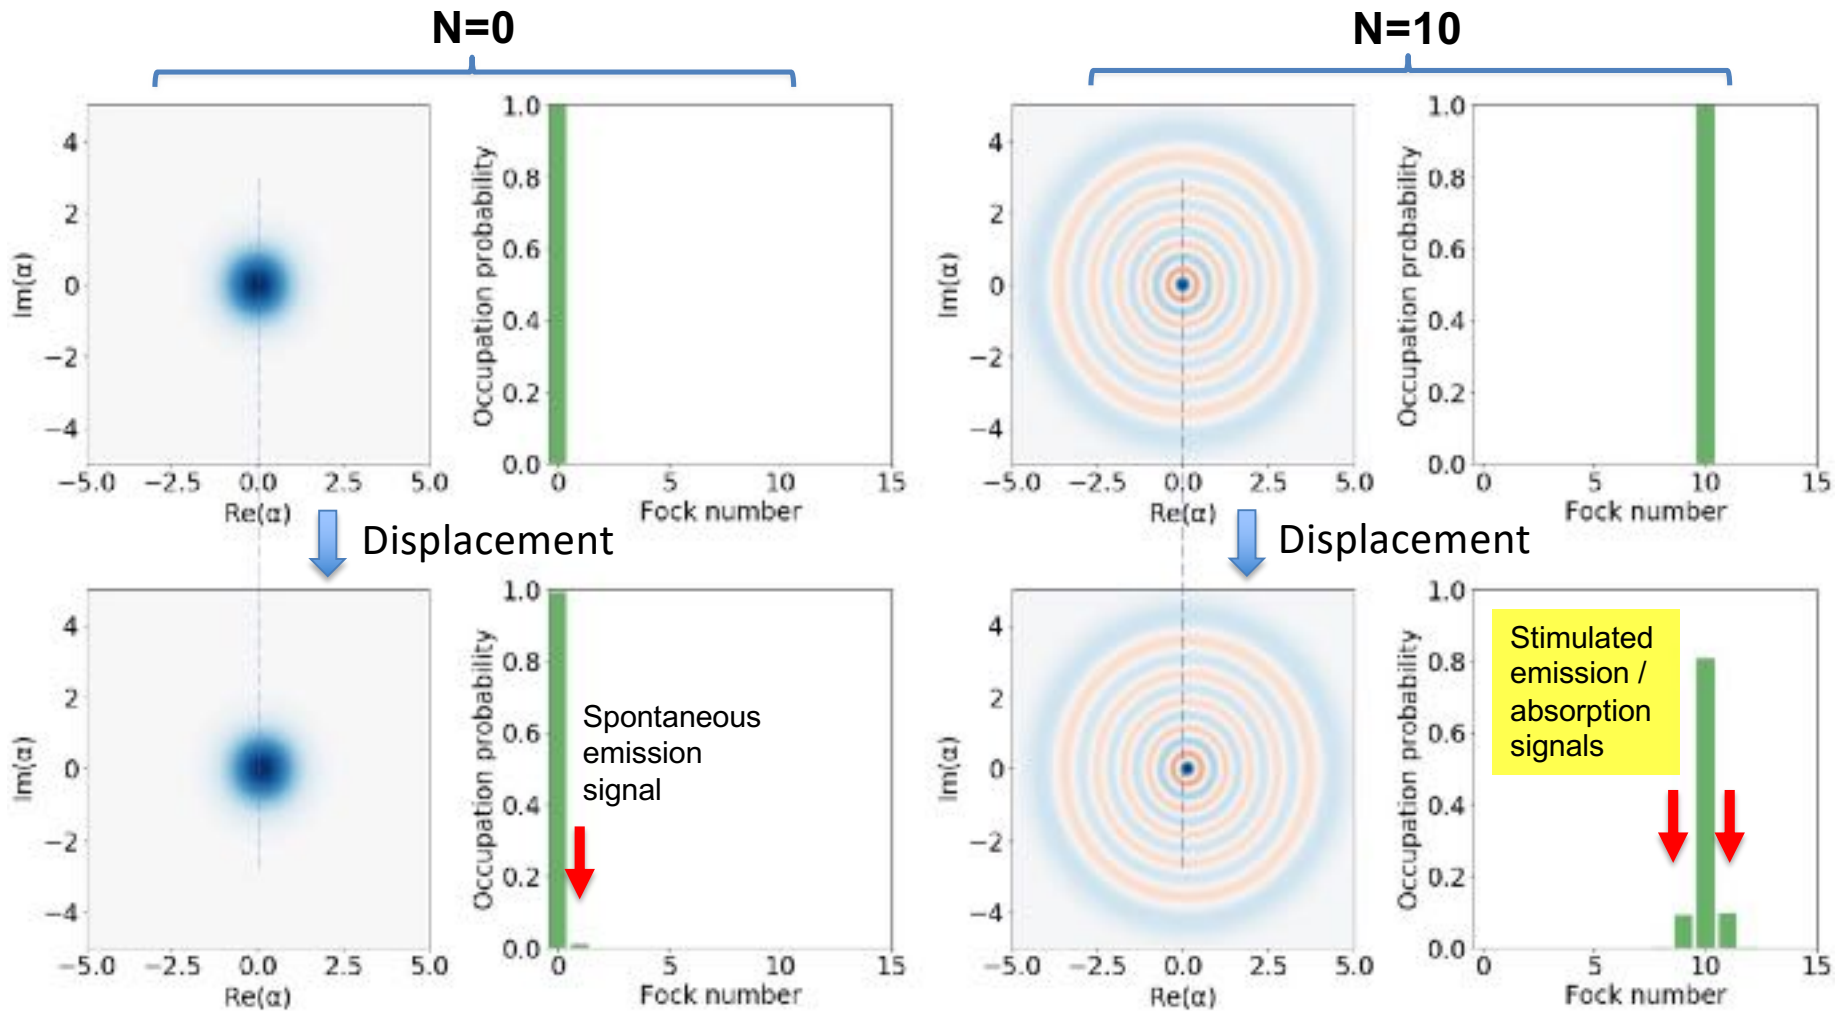 N=0
N=10
Im(α)
4
2
0
−2
−4
−5.0 −2.5 0.0 2.5 5.0
Re(α)
Occupation probability
1.0
0.8
0.6
0.4
0.2
0.0
0 5 10 15
Fock number
Im(α)
4
2
0
−2
−4
−5.0 −2.5 0.0 2.5 5.0
Re(α)
Occupation probability
1.0
0.8
0.6
0.4
0.2
0.0
0 5 10 15
Fock number
Displacement
Displacement
Im(α)
4
2
0
−2
−4
−5.0 −2.5 0.0 2.5 5.0
Re(α)
Occupation probability
1.0
0.8
0.6
0.4
0.2
0.0
Spontaneous
emission
signal
0 5 10 15
Fock number
Im(α)
4
2
0
−2
−4
−5.0 −2.5 0.0 2.5 5.0
Re(α)
Occupation probability
1.0
0.8
0.6
0.4
0.2
0.0
Stimulated
emission /
absorption
signals
0 5 10 15
Fock number